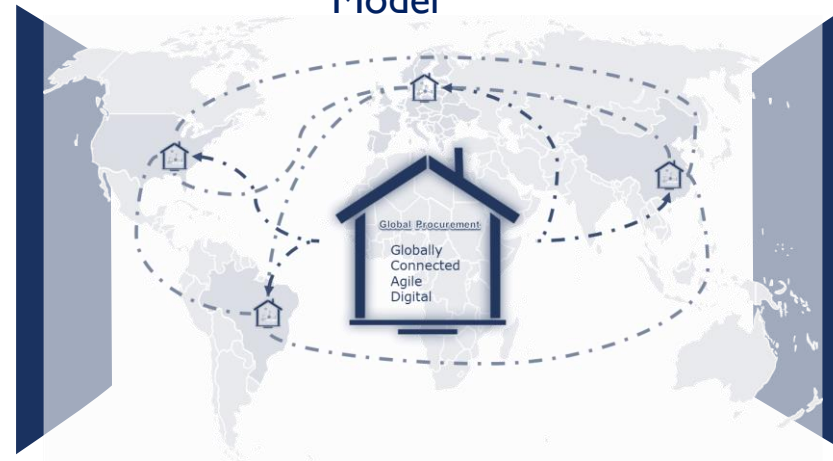 Model
Global Procurement
Globally
Connected
Agile
Digital